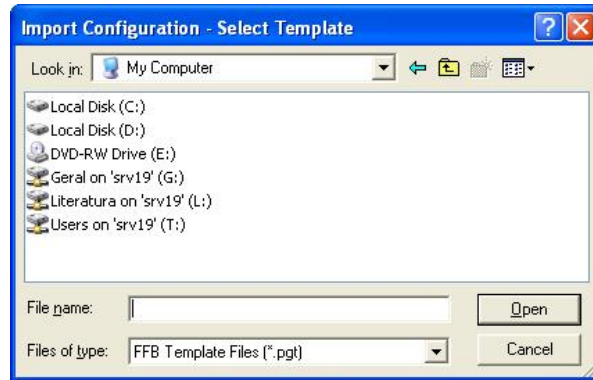 Import Configuration - Select Template
Look in: My Computer
Local Disk (C:)
Local Disk (D:)
DVD-RW Drive (E:)
Geral on 'srv19' (G:)
Literatura on 'srv19' (L:)
Users on 'srv19' (T:)
File name: Open
Files of type: FFB Template Files (*.pgt) Cancel